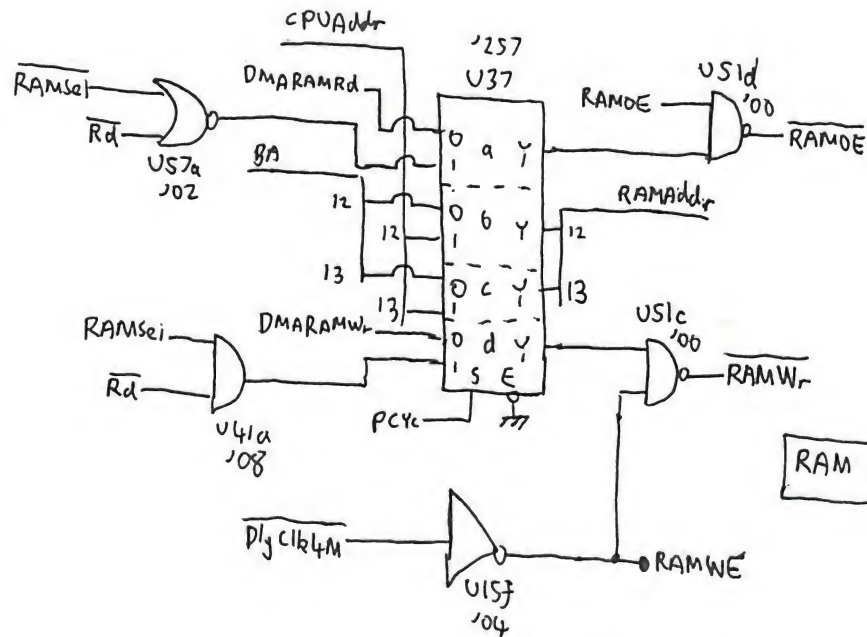 CPUAddr
'257
U37
U51d
'00
RAMSel
DMARAMRd
RAMOE
RAMOE
Rd
0
a Y
1
U57a
'02
BA
RAMAddr
12
0
b Y
12
12
1
13
0
c Y
13
13
1
U51c
'00
RAMSel
DMARAMWr
0
d Y
1
RAMWr
Rd
S E
U41a
'08
PCYc
RAM
DlyClk4M
RAMWE
U15f
'04